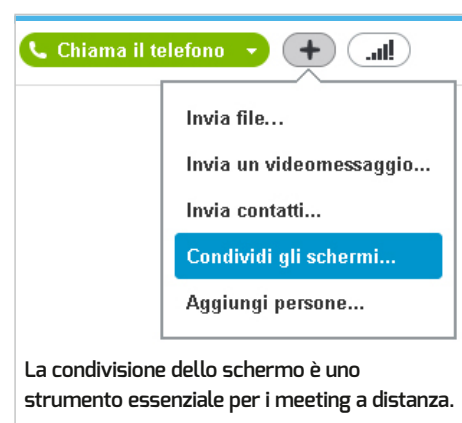 Chiama il telefono
Invia file...
Invia un videomessaggio...
Invia contatti...
Condividi gli schermi...
Aggiungi persone...
La condivisione dello schermo è uno
strumento essenziale per i meeting a distanza.